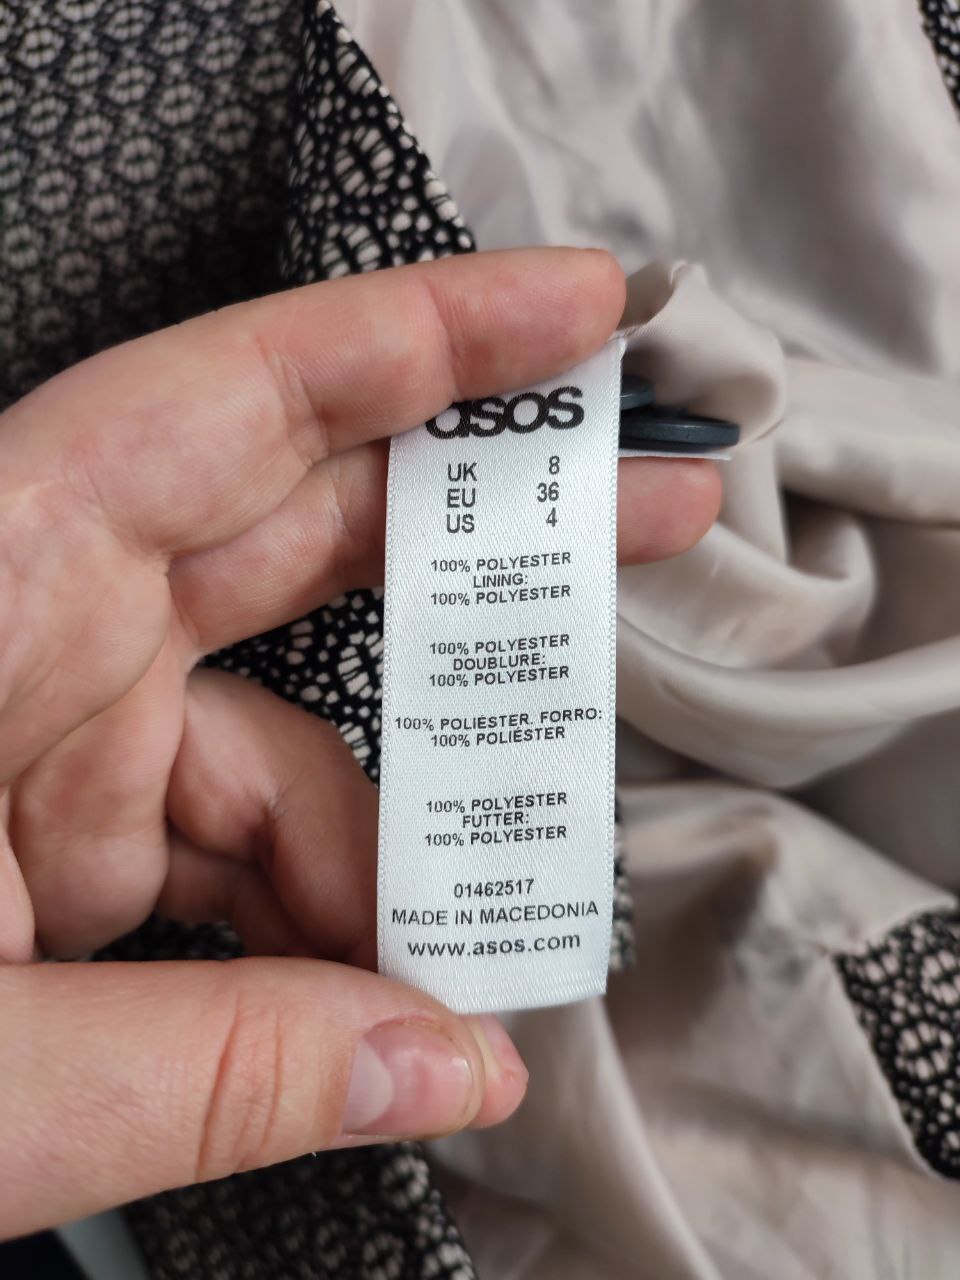 asos
UK 8
EU 36
US 4
100% POLYESTER
LINING:
100% POLYESTER
100% POLYESTER
DOUBLURE:
100% POLYESTER
100% POLIÉSTER. FORRO:
100% POLIÉSTER
100% POLYESTER
FUTTER:
100% POLYESTER
01462517
MADE IN MACEDONIA
www.asos.com